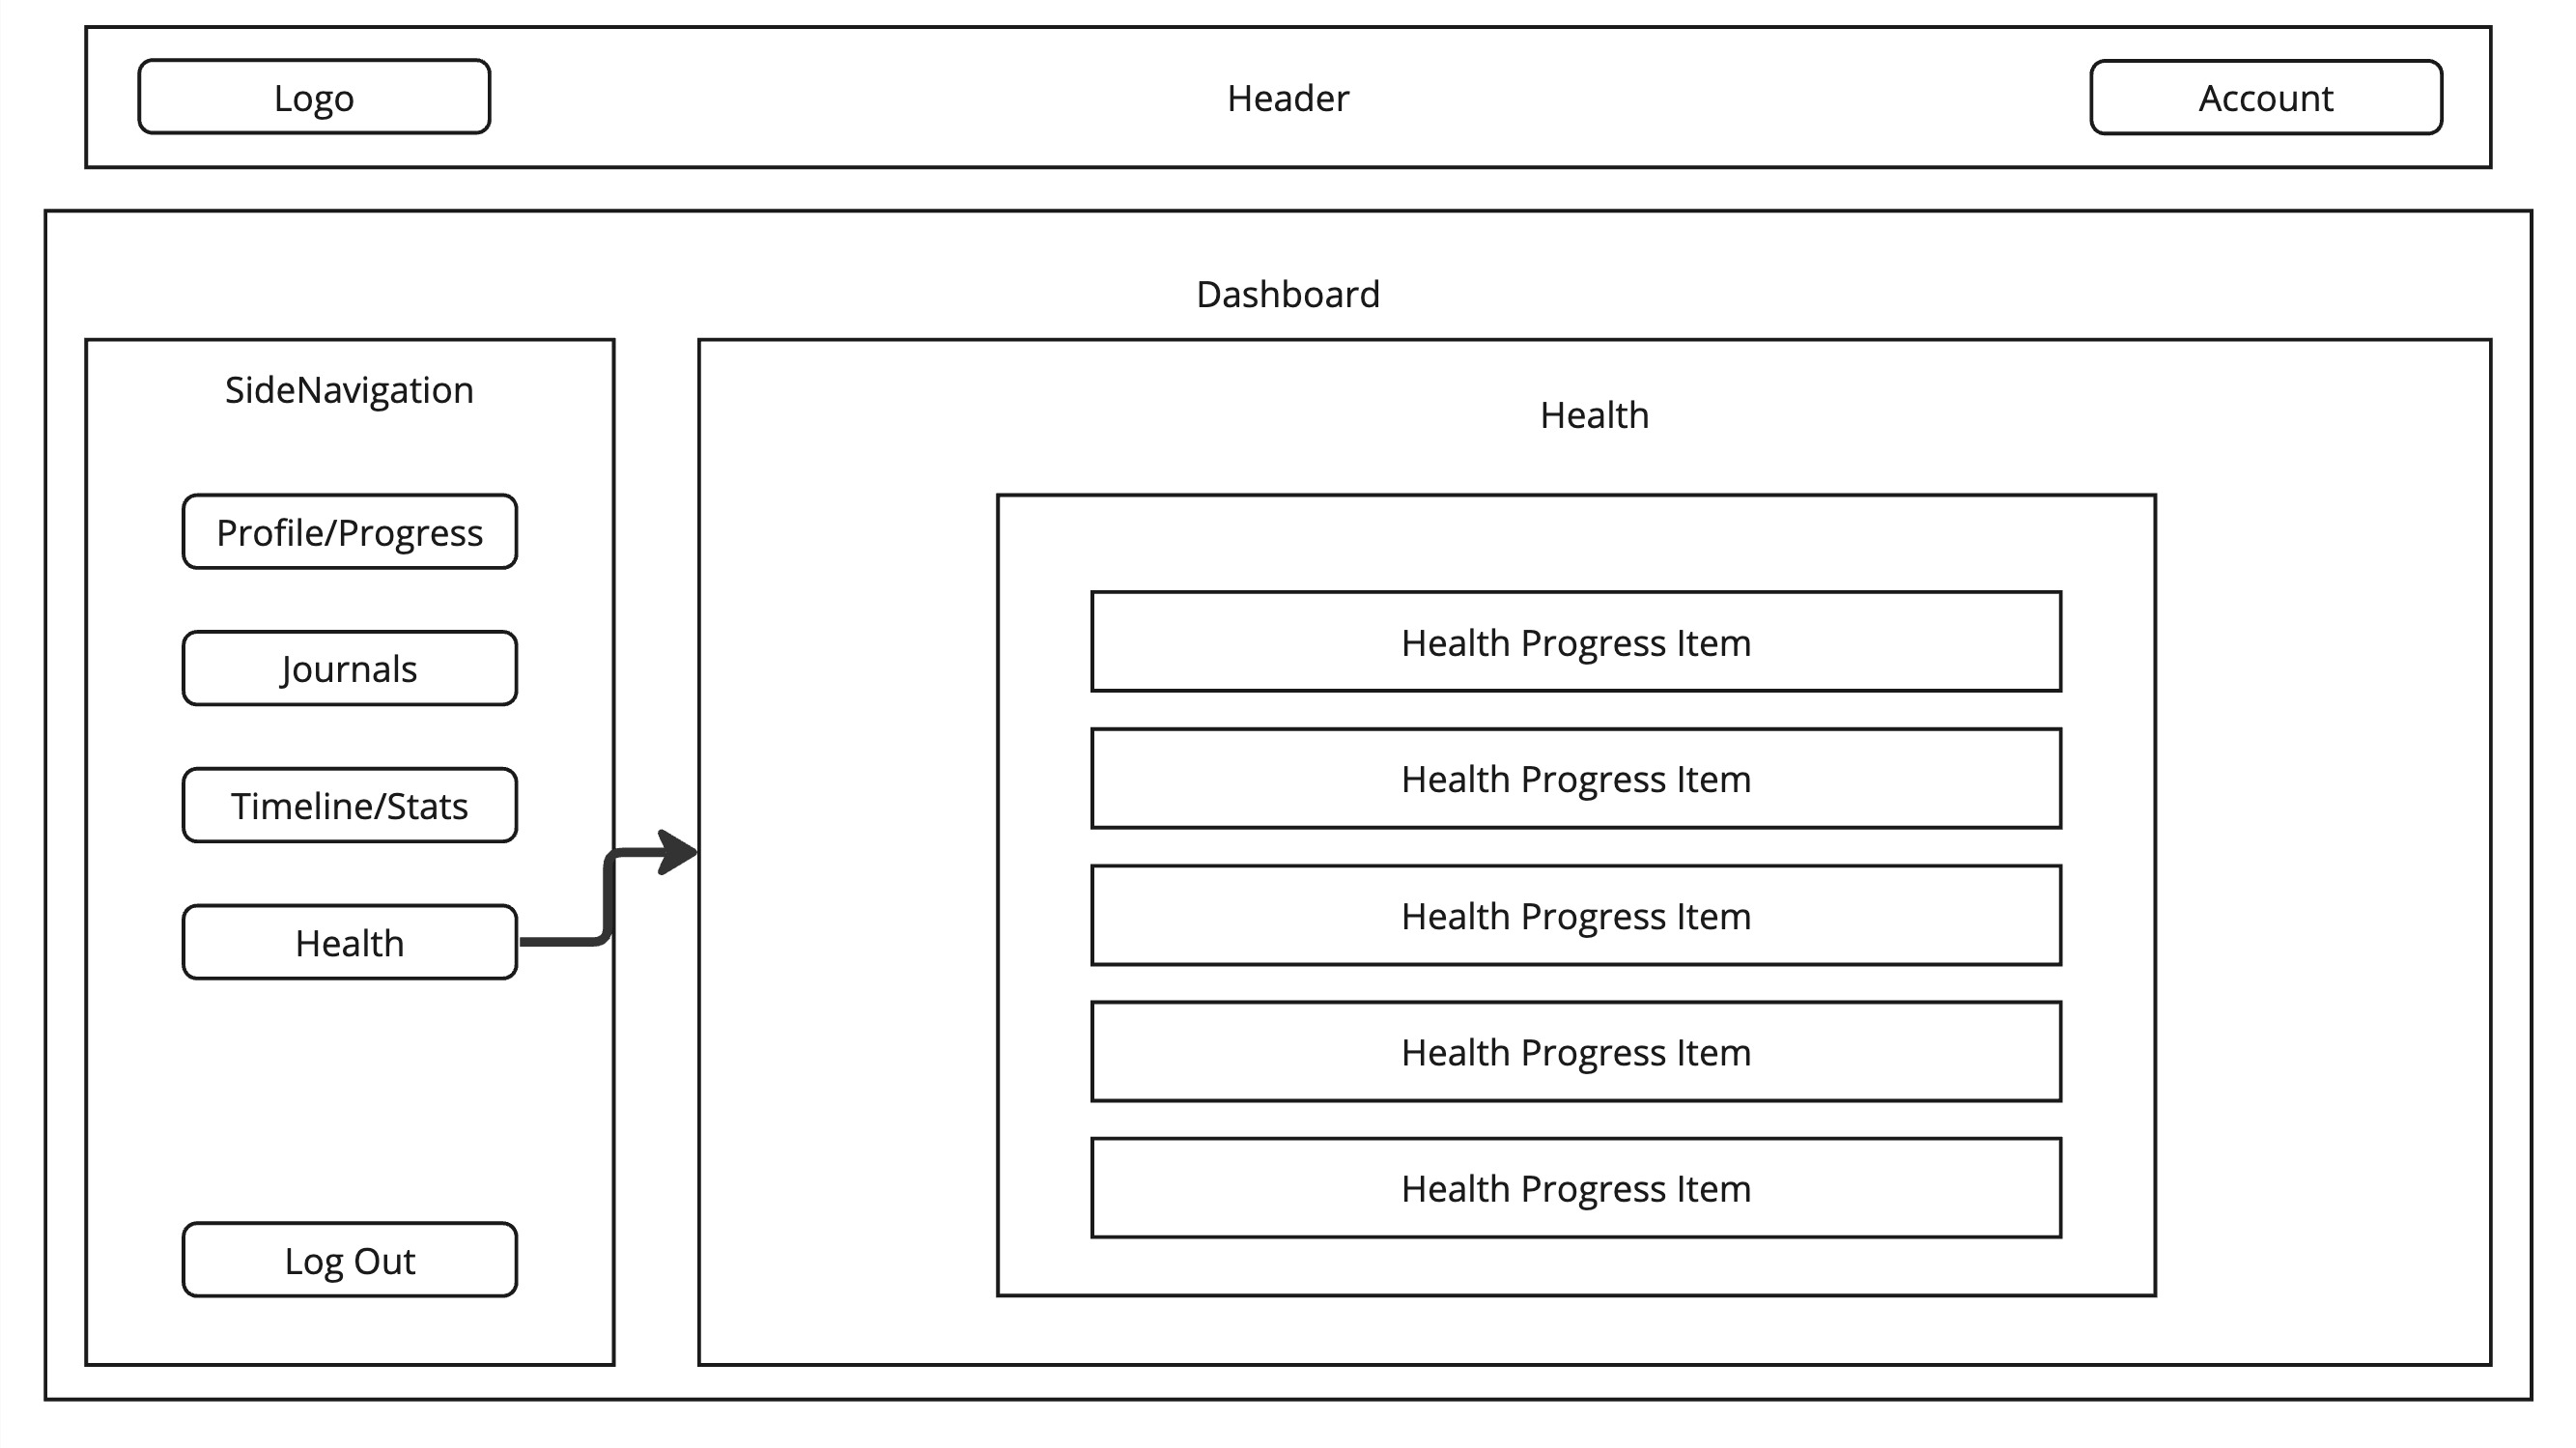 Logo
Header
Account
Dashboard
SideNavigation
Profile/Progress
Journals
Timeline/Stats
Health
Log Out
Health
Health Progress Item
Health Progress Item
Health Progress Item
Health Progress Item
Health Progress Item